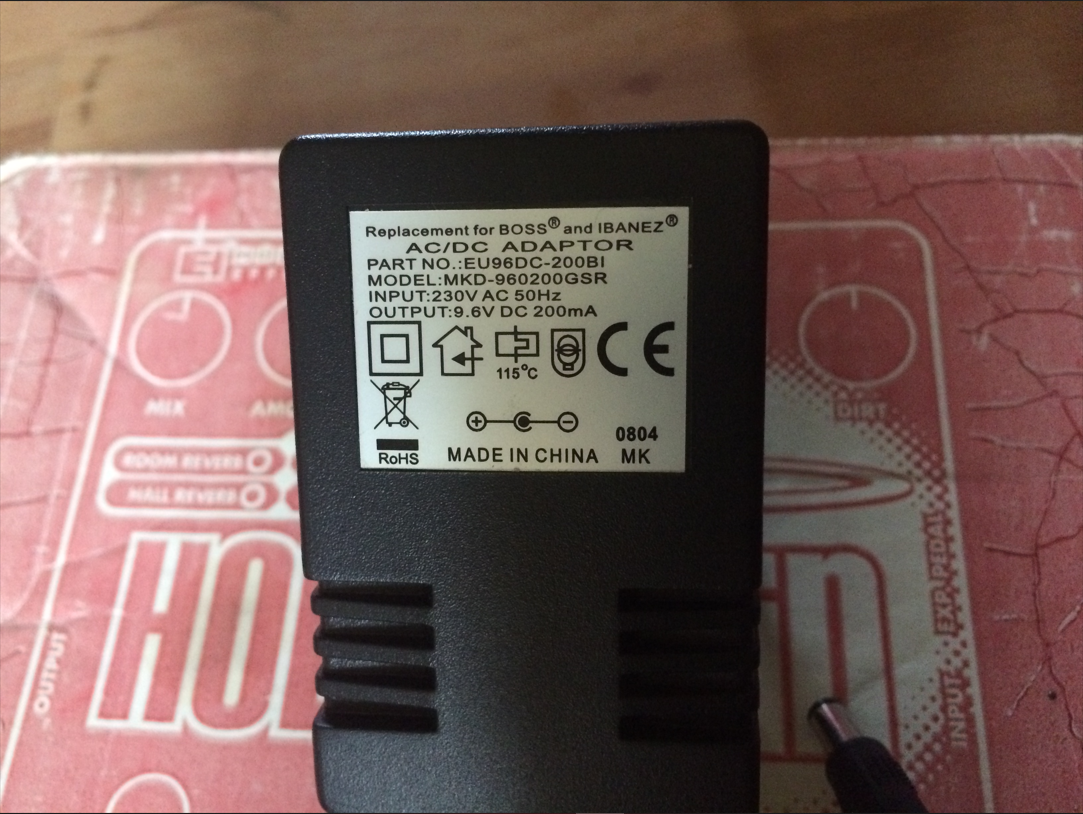 Replacement for BOSS® and IBANEZ®
AC/DC ADAPTOR
PART NO.:EU96DC-200BI
MODEL:MKD-960200GSR
INPUT:230V AC 50Hz
OUTPUT:9.6V DC 200mA
115°C
CE
RoHS
MADE IN CHINA
0804
MK
MIX
DIRT
ROOM REVERB
HALL REVERB
OUTPUT
EXP PEDAL
INPUT